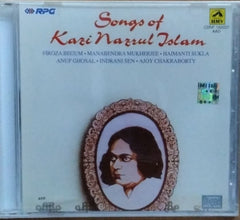 RPG
Songs of
Kazi Nazrul Islam
FIROZA BEGUM • MANABENDRA MUKHERJEE • HAIMANTI SUKLA
ANUP GHOSAL • INDRANI SEN • AJOY CHAKRABORTY